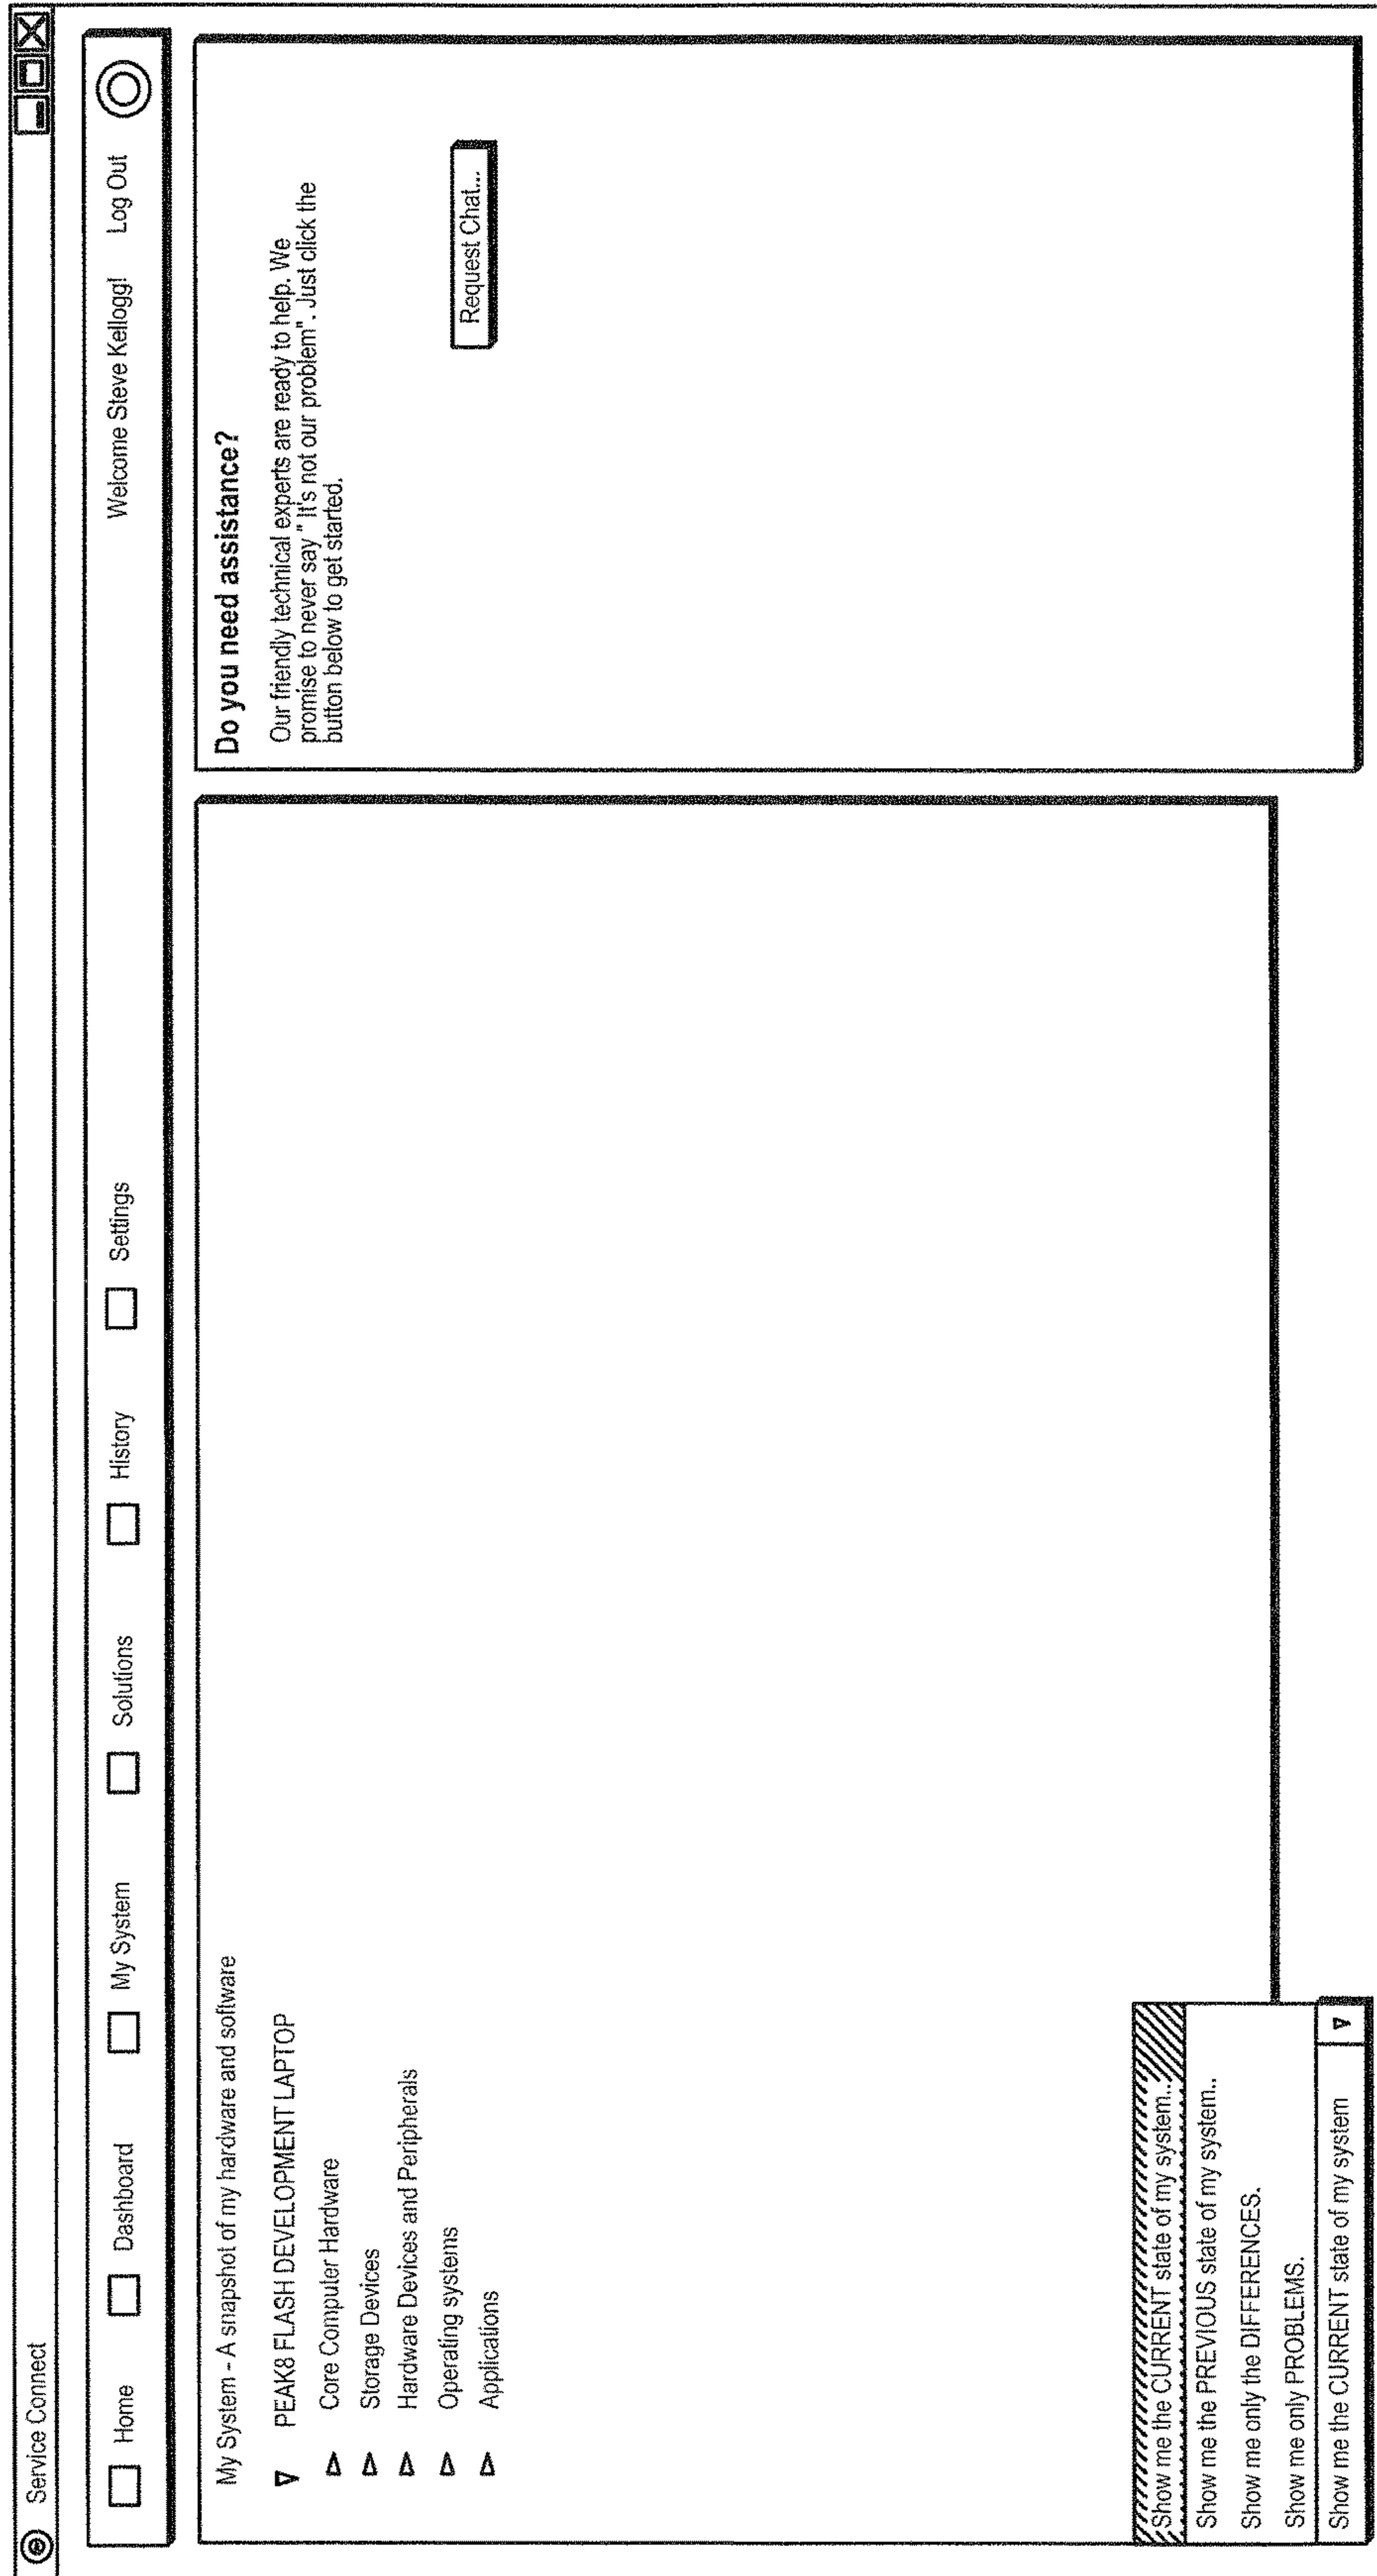 Service Connect
Home
Dashboard
My System
Solutions
History
Settings
Welcome Steve Kellogg!
Log Out
My System - A snapshot of my hardware and software
PEAK8 FLASH DEVELOPMENT LAPTOP
Core Computer Hardware
Storage Devices
Hardware Devices and Peripherals
Operating systems
Applications
Show me the CURRENT state of my system..
Show me the PREVIOUS state of my system..
Show me only the DIFFERENCES.
Show me only PROBLEMS.
Show me the CURRENT state of my system
Do you need assistance?
Our friendly technical experts are ready to help. We
promise to never say " It's not our problem". Just click the
button below to get started.
Request Chat...